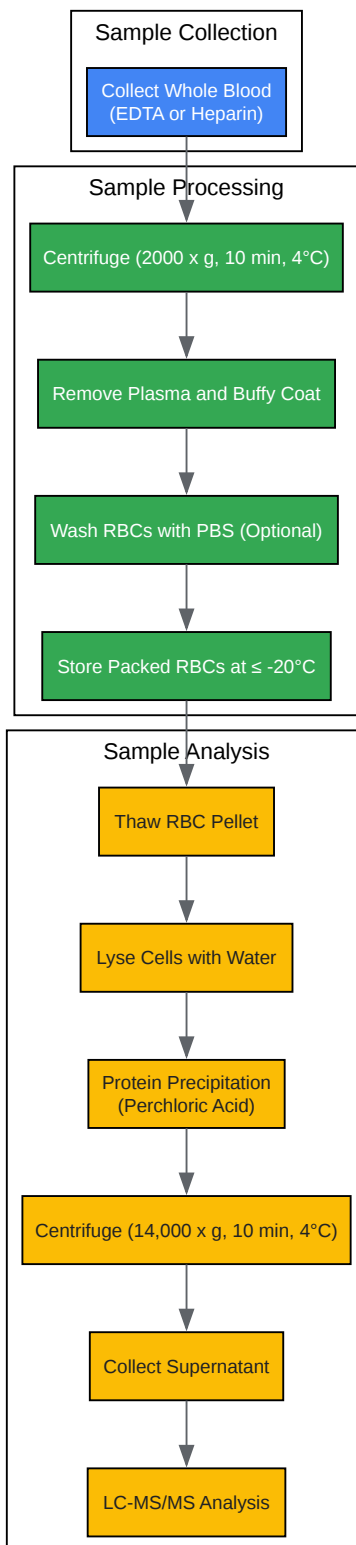 Sample Collection
Collect Whole Blood
(EDTA or Heparin)
Sample Processing
Centrifuge (2000 x g, 10 min, 4°C)
Remove Plasma and Buffy Coat
Wash RBCs with PBS (Optional)
Store Packed RBCs at ≤ -20°C
Sample Analysis
Thaw RBC Pellet
Lyse Cells with Water
Protein Precipitation
(Perchloric Acid)
Centrifuge (14,000 x g, 10 min, 4°C)
Collect Supernatant
LC-MS/MS Analysis